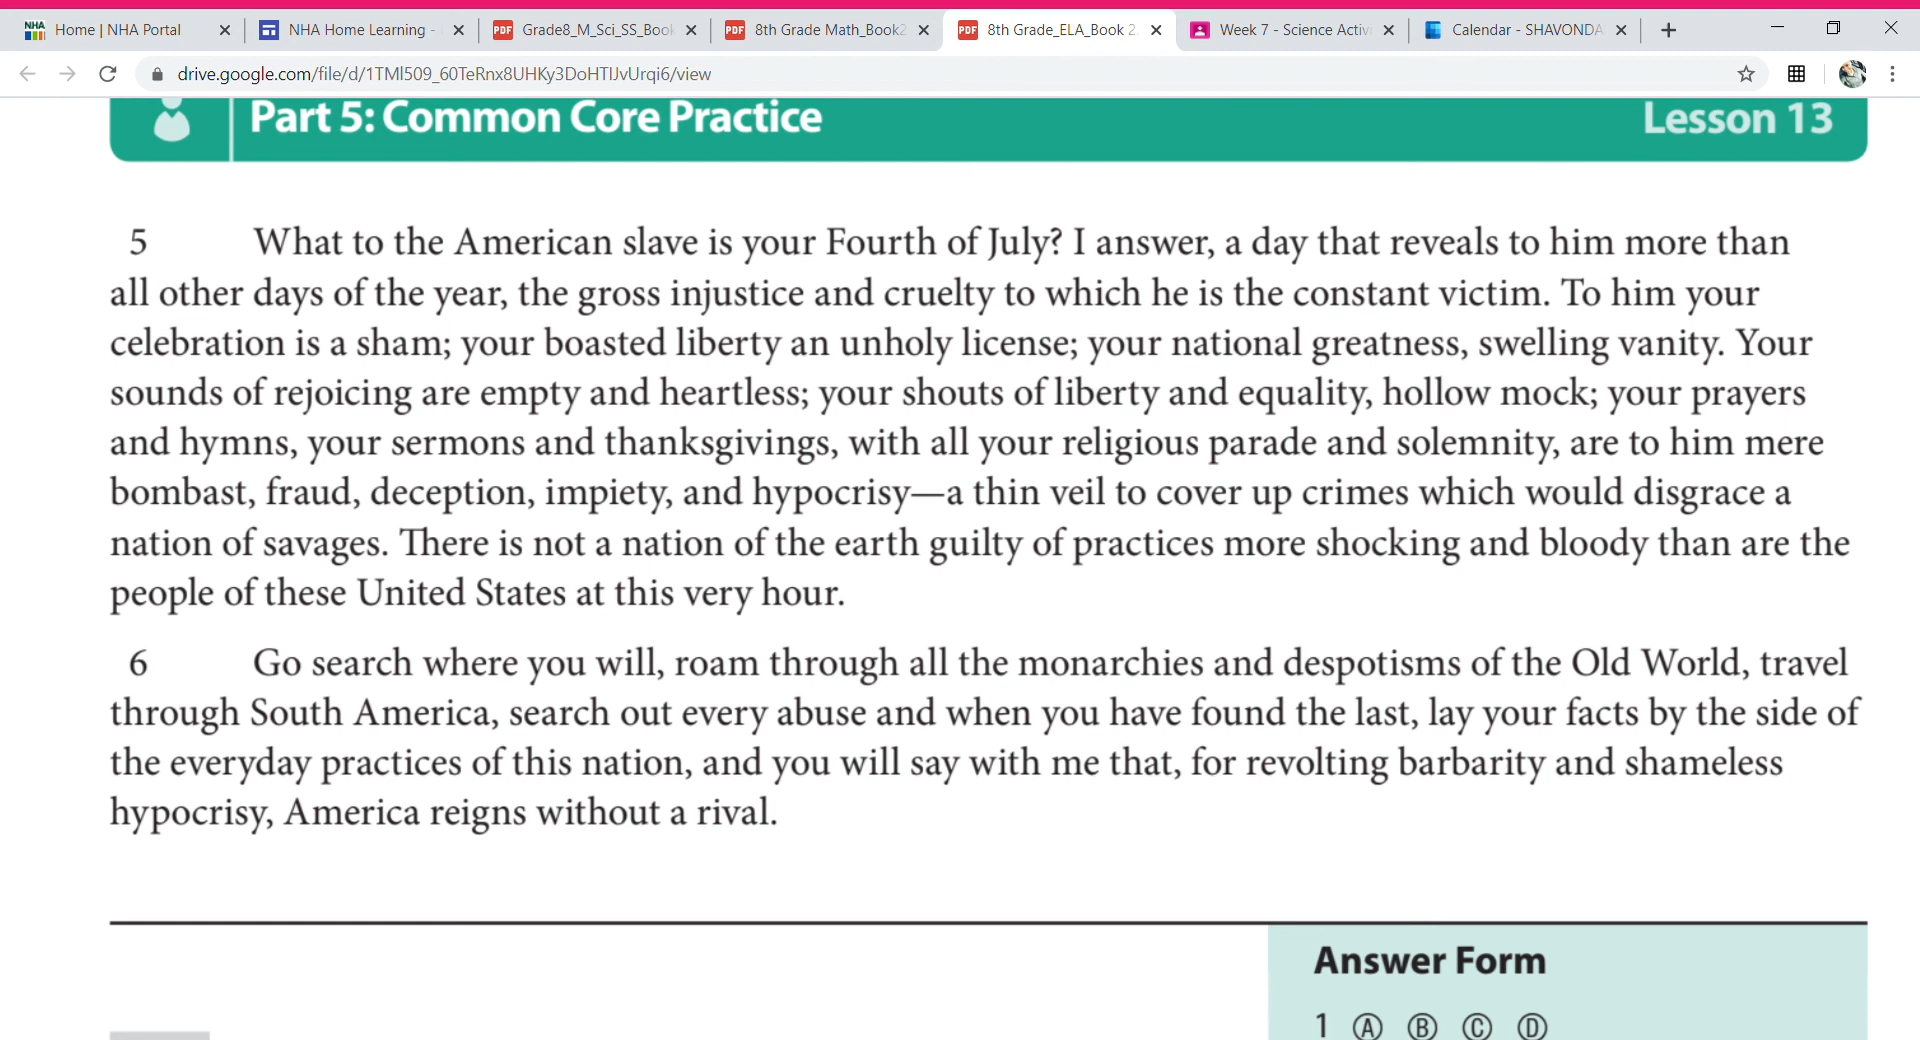 Home | NHA Portal
NHA Home Learning -
Grade8_M_Sci_SS_Book
8th Grade Math_Book2
8th Grade_ELA_Book 2.
Week 7 - Science Activi
Calendar - SHAVONDA
drive.google.com/file/d/1TMl509_60TeRnx8UHKy3DoHTlJvUrqi6/view
Part 5: Common Core Practice
Lesson 13
5 What to the American slave is your Fourth of July? I answer, a day that reveals to him more than
all other days of the year, the gross injustice and cruelty to which he is the constant victim. To him your
celebration is a sham; your boasted liberty an unholy license; your national greatness, swelling vanity. Your
sounds of rejoicing are empty and heartless; your shouts of liberty and equality, hollow mock; your prayers
and hymns, your sermons and thanksgivings, with all your religious parade and solemnity, are to him mere
bombast, fraud, deception, impiety, and hypocrisy—a thin veil to cover up crimes which would disgrace a
nation of savages. There is not a nation of the earth guilty of practices more shocking and bloody than are the
people of these United States at this very hour.
6 Go search where you will, roam through all the monarchies and despotisms of the Old World, travel
through South America, search out every abuse and when you have found the last, lay your facts by the side of
the everyday practices of this nation, and you will say with me that, for revolting barbarity and shameless
hypocrisy, America reigns without a rival.
Answer Form
1 Ⓐ Ⓑ Ⓒ Ⓓ